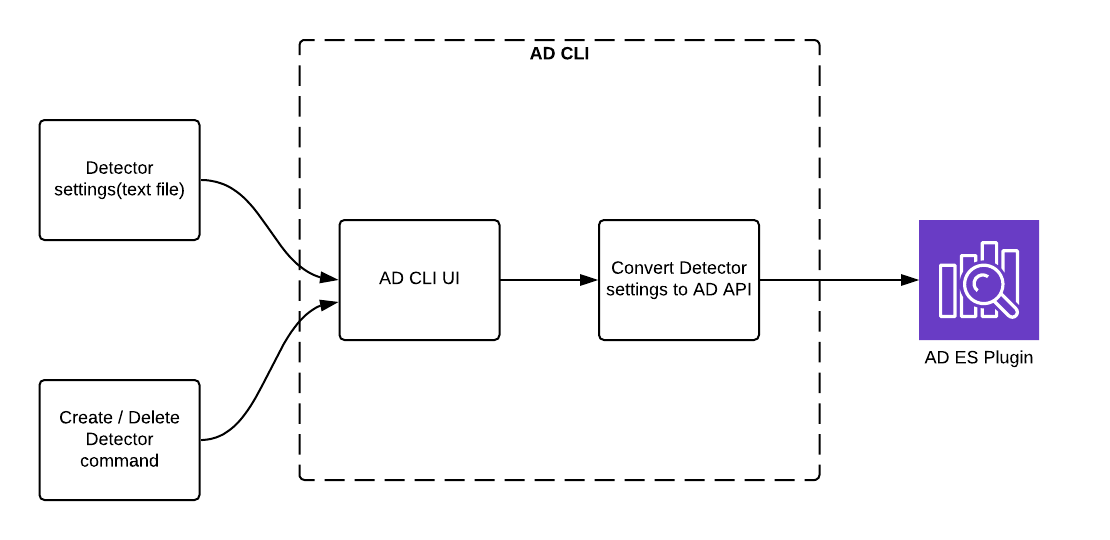 AD CLI
Detector
settings(text file)
AD CLI UI
Convert Detector
settings to AD API
AD ES Plugin
Create / Delete
Detector
command